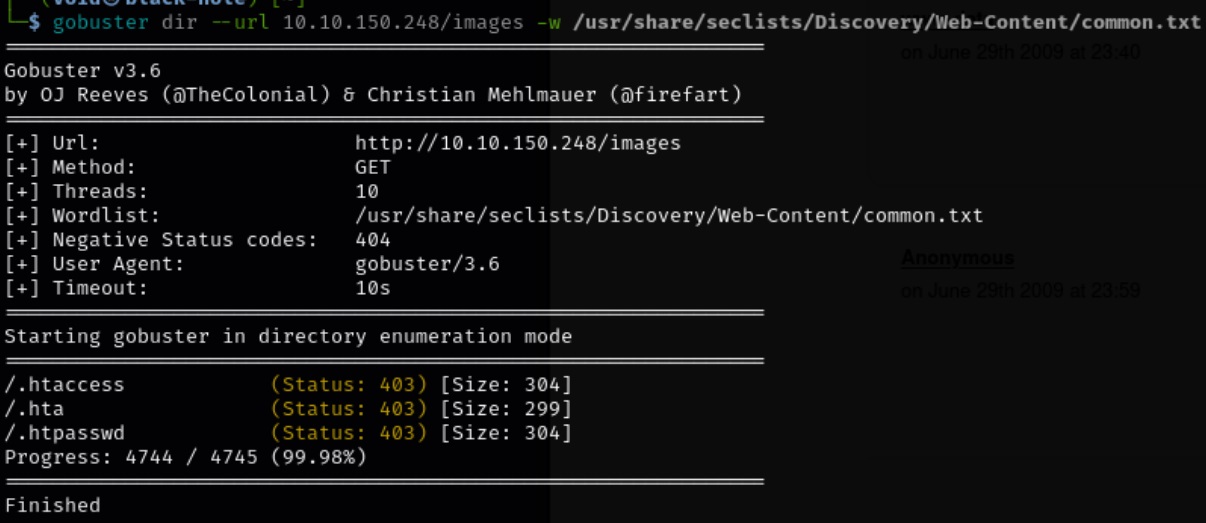 $ gobuster dir --url 10.10.150.248/images -w /usr/share/seclists/Discovery/Web-Content/common.txt
on June 29th 2009 at 23:40
Gobuster v3.6
by OJ Reeves (@TheColonial) & Christian Mehlmauer (@firefart)
[+] Url: http://10.10.150.248/images
[+] Method: GET
[+] Threads: 10
[+] Wordlist: /usr/share/seclists/Discovery/Web-Content/common.txt
[+] Negative Status codes: 404
[+] User Agent: gobuster/3.6
Anonymous
[+] Timeout: 10s
on June 29th 2009 at 23:59
Starting gobuster in directory enumeration mode
/.htaccess (Status: 403) [Size: 304]
/.hta (Status: 403) [Size: 299]
/.htpasswd (Status: 403) [Size: 304]
Progress: 4744 / 4745 (99.98%)
Finished